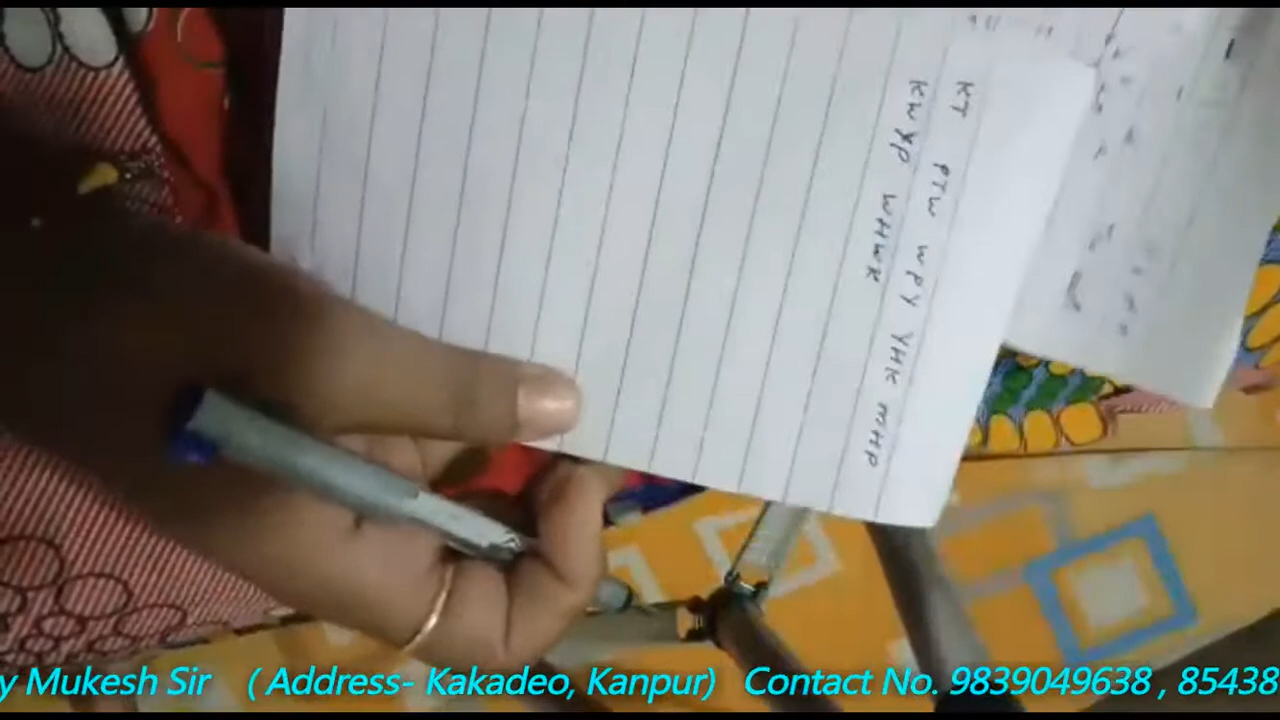 KT PTW WPY YHK MHP
KWYP WHWK
y Mukesh Sir ( Address- Kakadeo, Kanpur) Contact No. 9839049638 , 85438